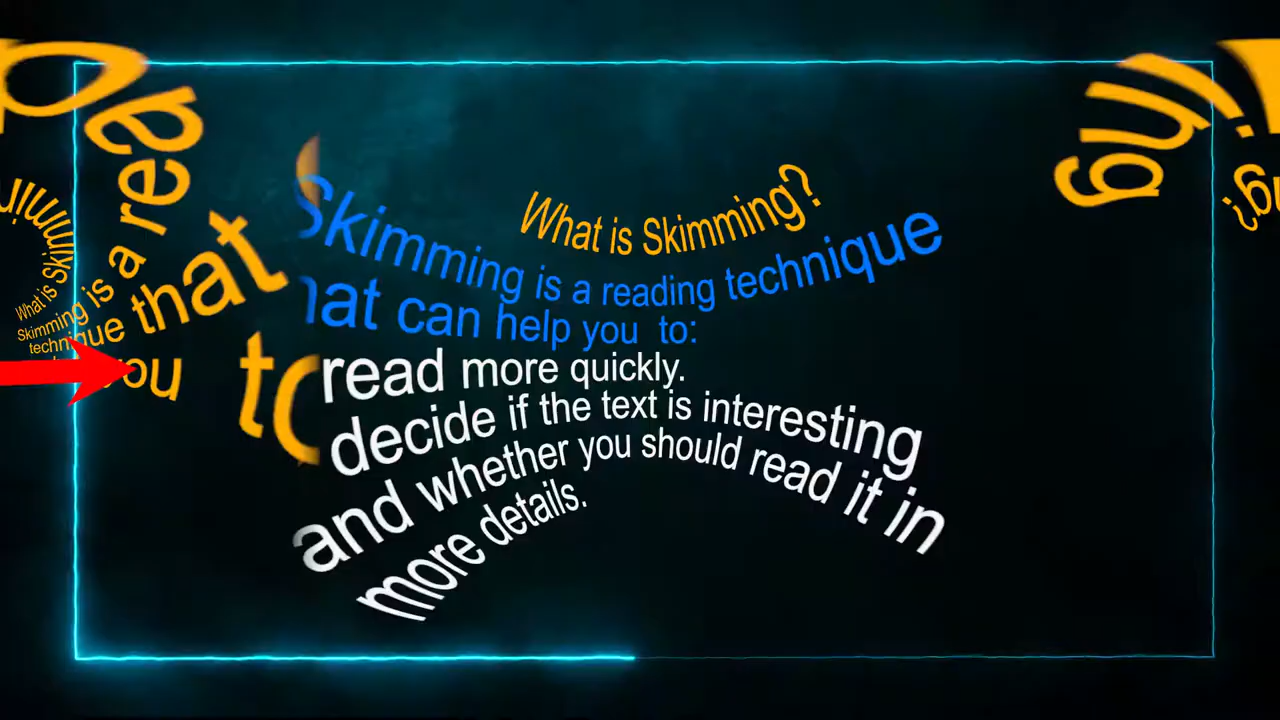 What is Skimming?
Skimming is a reading technique
hat can help you to:
read more quickly.
decide if the text is interesting
and whether you should read it in
more details.
What is Skimmin
Skimming is a rea
technique that
you to
ng
g?